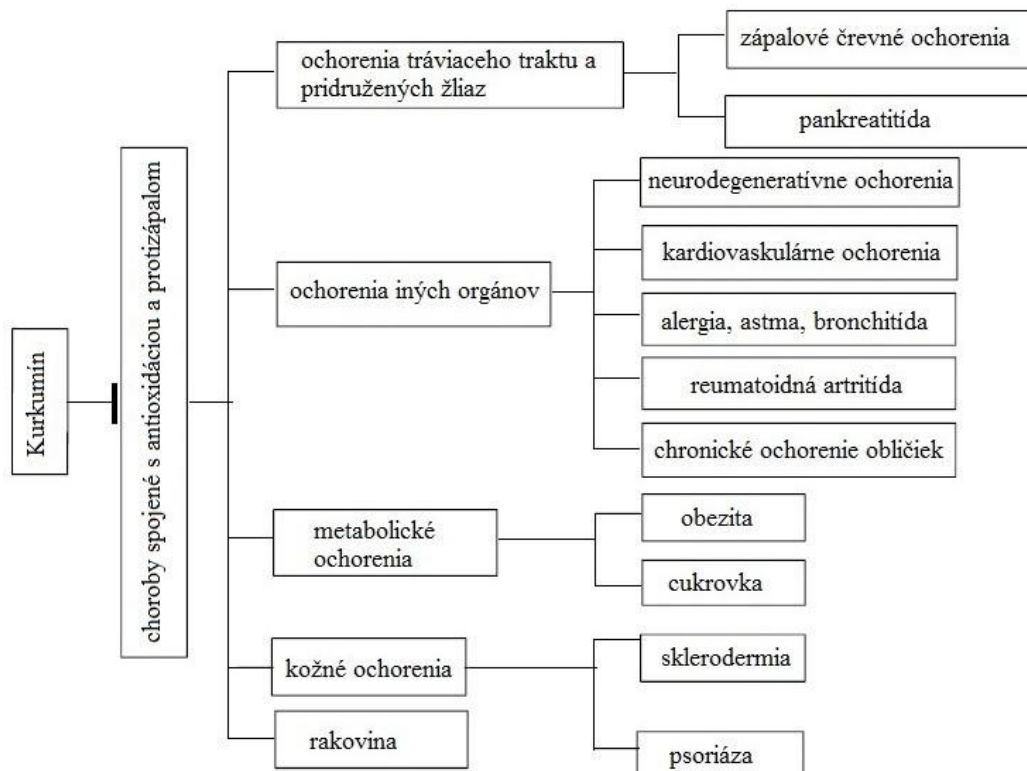 Kurkumín
choroby spojené s antioxidáciou a protizápalom
ochorenia tráviaceho traktu a
pridružených žliaz
zápalové črevné ochorenia
pankreatitída
ochorenia iných orgánov
neurodegeneratívne ochorenia
kardiovaskulárne ochorenia
alergia, astma, bronchitída
reumatoidná artritída
chronické ochorenie obličiek
metabolické
ochorenia
obezita
cukrovka
kožné ochorenia
sklerodermia
psoriáza
rakovina